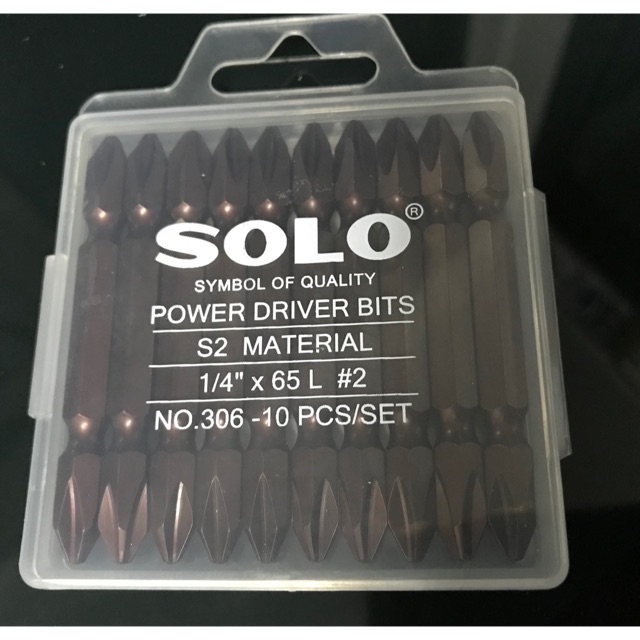 SOLO®
SYMBOL OF QUALITY
POWER DRIVER BITS
S2 MATERIAL
1/4" x 65 L #2
NO.306 -10 PCS/SET